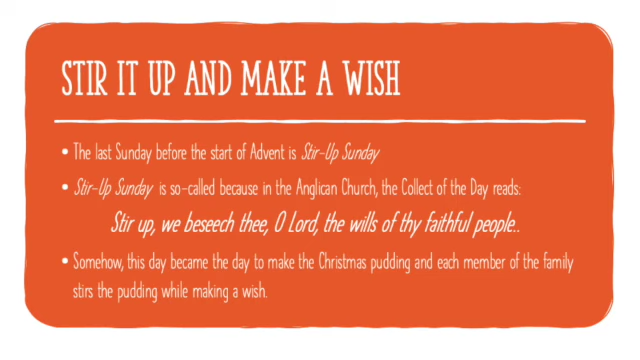 STIR IT UP AND MAKE A WISH
• The last Sunday before the start of Advent is Stir-Up Sunday
• Stir-Up Sunday is so-called because in the Anglican Church, the Collect of the Day reads:
Stir up, we beseech thee, O Lord, the wills of thy faithful people..
• Somehow, this day became the day to make the Christmas pudding and each member of the family
stirs the pudding while making a wish.